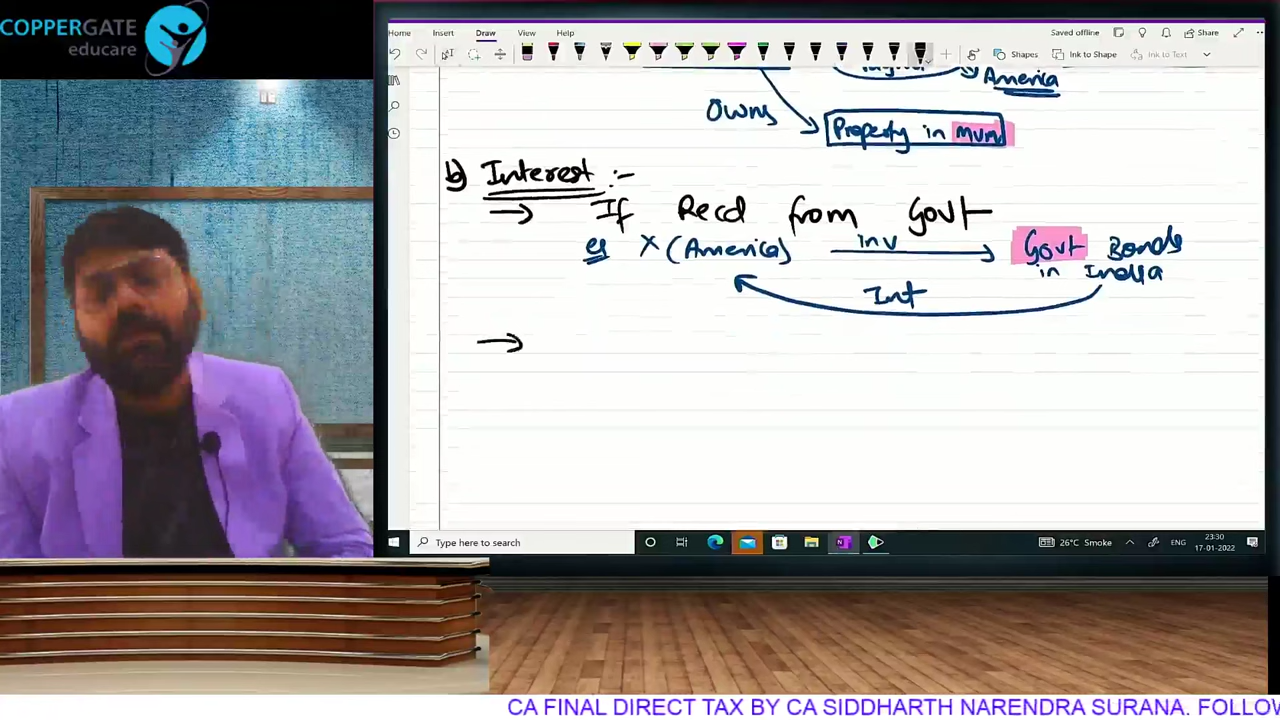 COPPERGATE
educare
Home Insert Draw View Help
Saved offline
Share
Shapes
Ink to Shape
Ink to Text
America
Owns
Property in mum.
b) Interest :-
→ If Recd from Govt
eg X (America) inv → Govt Bonds
in India
Int
→
Type here to search
26°C Smoke
ENG
23:30
17-01-2022
CA FINAL DIRECT TAX BY CA SIDDHARTH NARENDRA SURANA. FOLLOW